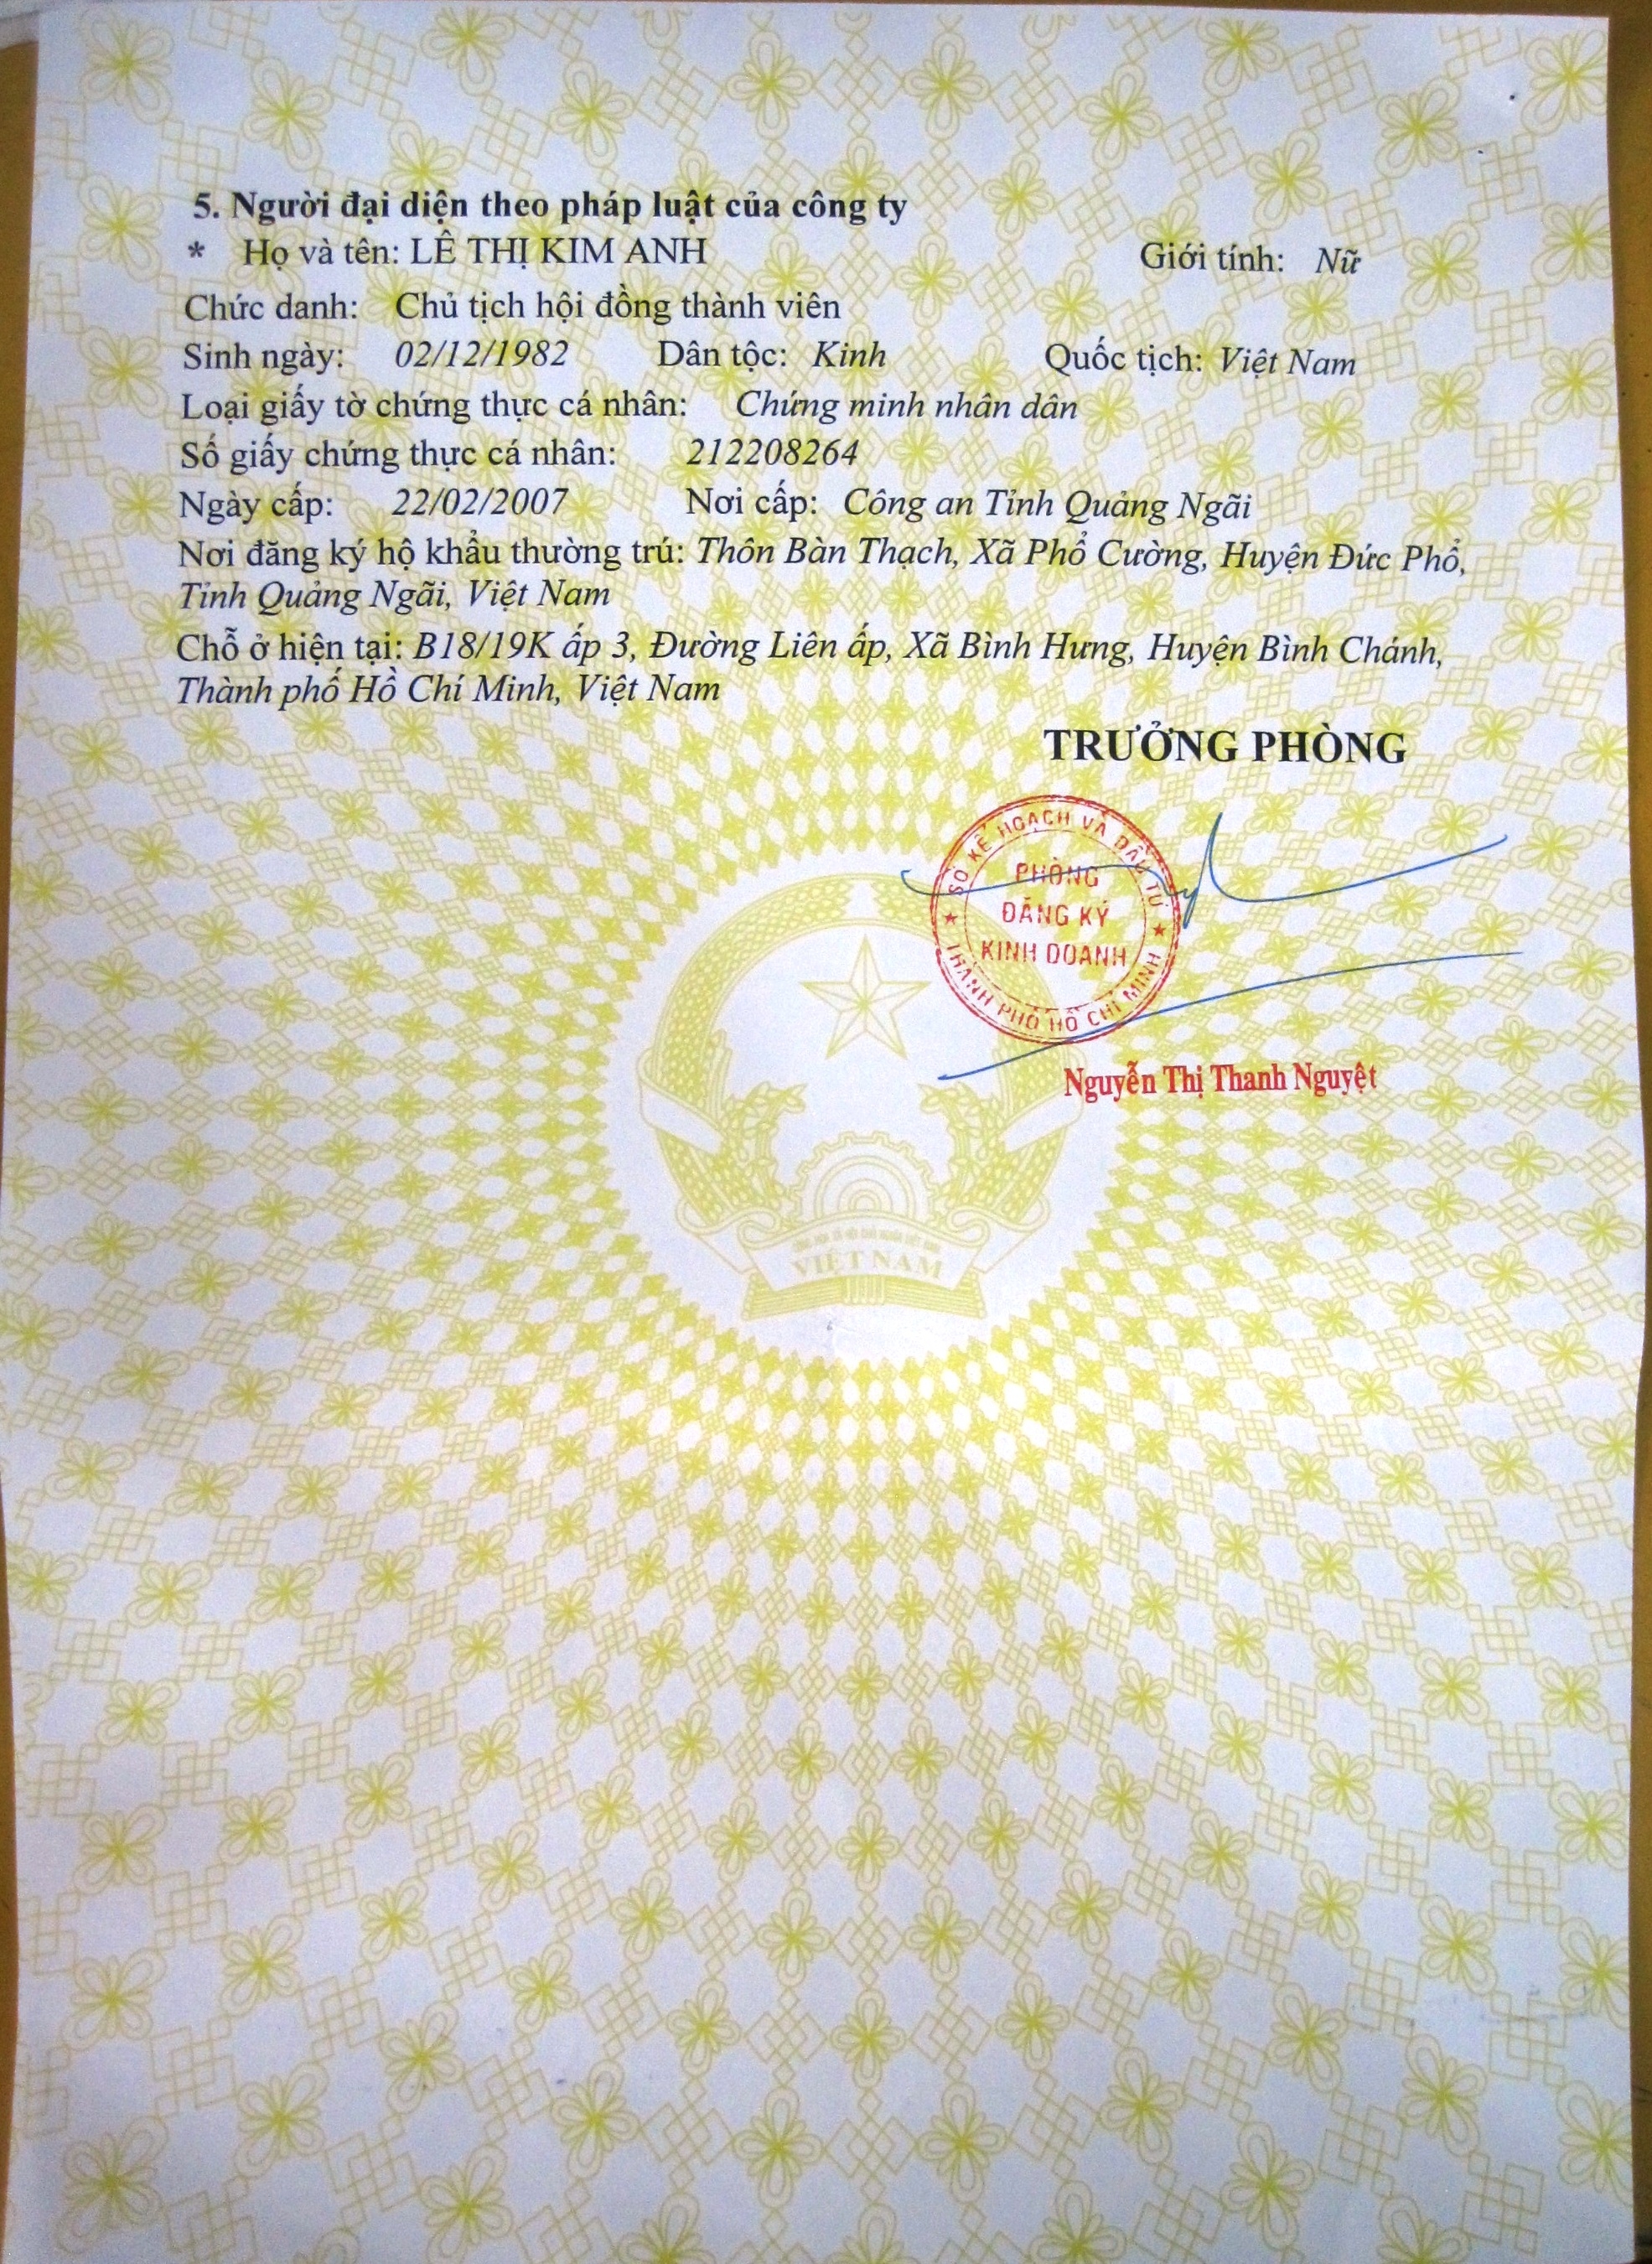 5. Người đại diện theo pháp luật của công ty
* Họ và tên: LÊ THỊ KIM ANH Giới tính: Nữ
Chức danh: Chủ tịch hội đồng thành viên
Sinh ngày: 02/12/1982 Dân tộc: Kinh Quốc tịch: Việt Nam
Loại giấy tờ chứng thực cá nhân: Chứng minh nhân dân
Số giấy chứng thực cá nhân: 212208264
Ngày cấp: 22/02/2007 Nơi cấp: Công an Tỉnh Quảng Ngãi
Nơi đăng ký hộ khẩu thường trú: Thôn Bàn Thạch, Xã Phổ Cường, Huyện Đức Phổ,
Tỉnh Quảng Ngãi, Việt Nam
Chỗ ở hiện tại: B18/19K ấp 3, Đường Liên ấp, Xã Bình Hưng, Huyện Bình Chánh,
Thành phố Hồ Chí Minh, Việt Nam
TRƯỞNG PHÒNG
SỞ KẾ HOẠCH VÀ ĐẦU TƯ
PHÒNG
ĐĂNG KÝ
KINH DOANH
THÀNH PHỐ HỒ CHÍ MINH
Nguyễn Thị Thanh Nguyệt
VIỆT NAM